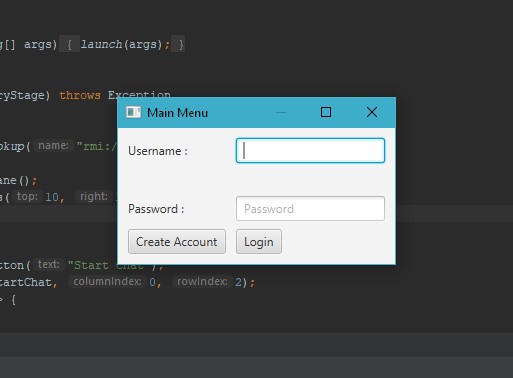 g[] args) { launch(args); }
ryStage) throws Exception
Main Menu
okup( name: "rmi:/
Username :
ane();
s( top: 10, right:
Password :
Password
Create Account
Login
tton( text: "Start Chat");
tartChat, columnIndex: 0, rowIndex: 2);
> {